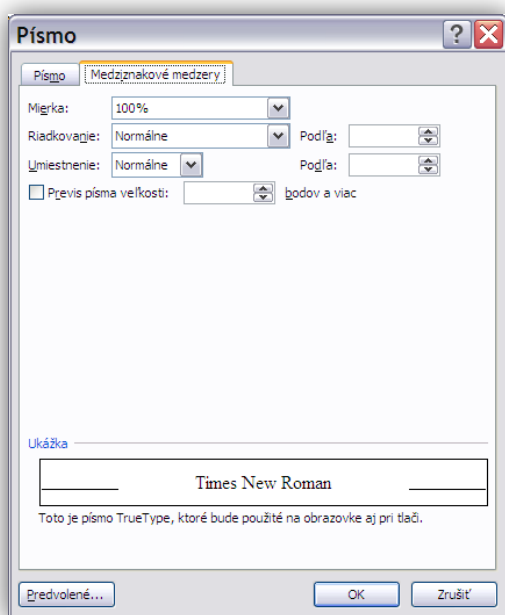 Písmo
Písmo Medziznakové medzery
Mierka: 100%
Riadkovanie: Normálne Podľa:
Umiestnenie: Normálne Podľa:
Previs písma veľkosti: bodov a viac
Ukážka
Times New Roman
Toto je písmo TrueType, ktoré bude použité na obrazovke aj pri tlači.
Predvolené... OK Zrušiť